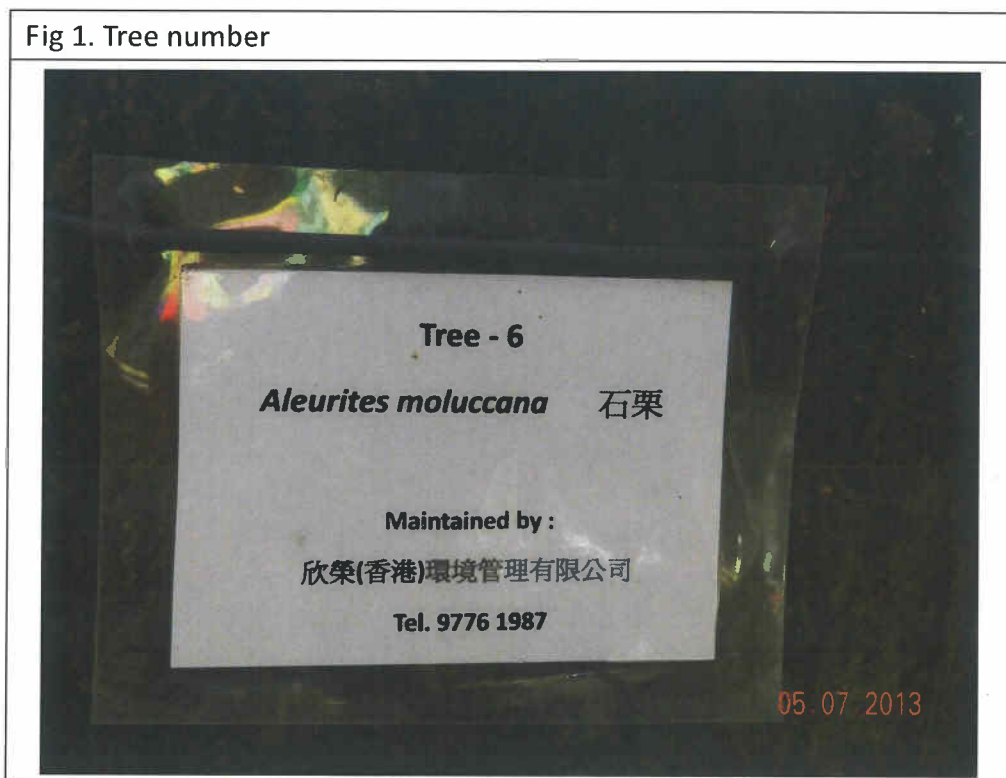 Fig 1. Tree number
Tree - 6
Aleurites moluccana 石栗
Maintained by :
欣榮(香港)環境管理有限公司
Tel. 9776 1987
05 07 2013